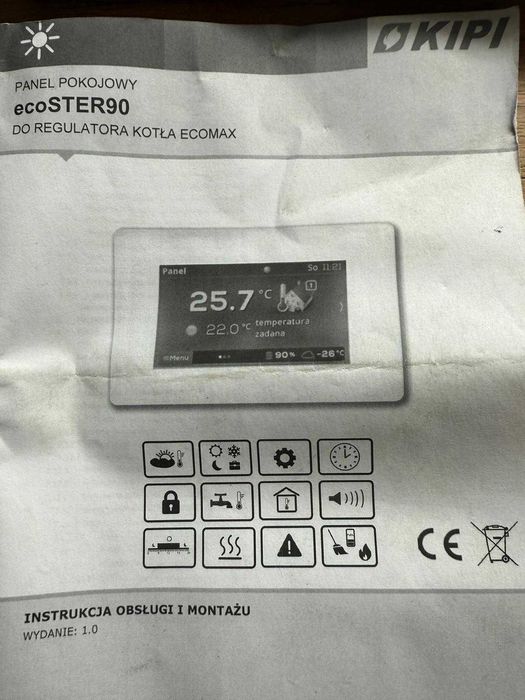 KIPI
PANEL POKOJOWY
ecoSTER90
DO REGULATORA KOTŁA ECOMAX
Panel
So 11:21
25.7 °C
22.0 °C temperatura
zadana
Menu
90%
-26 °C
CE
INSTRUKCJA OBSŁUGI I MONTAŻU
WYDANIE: 1.0